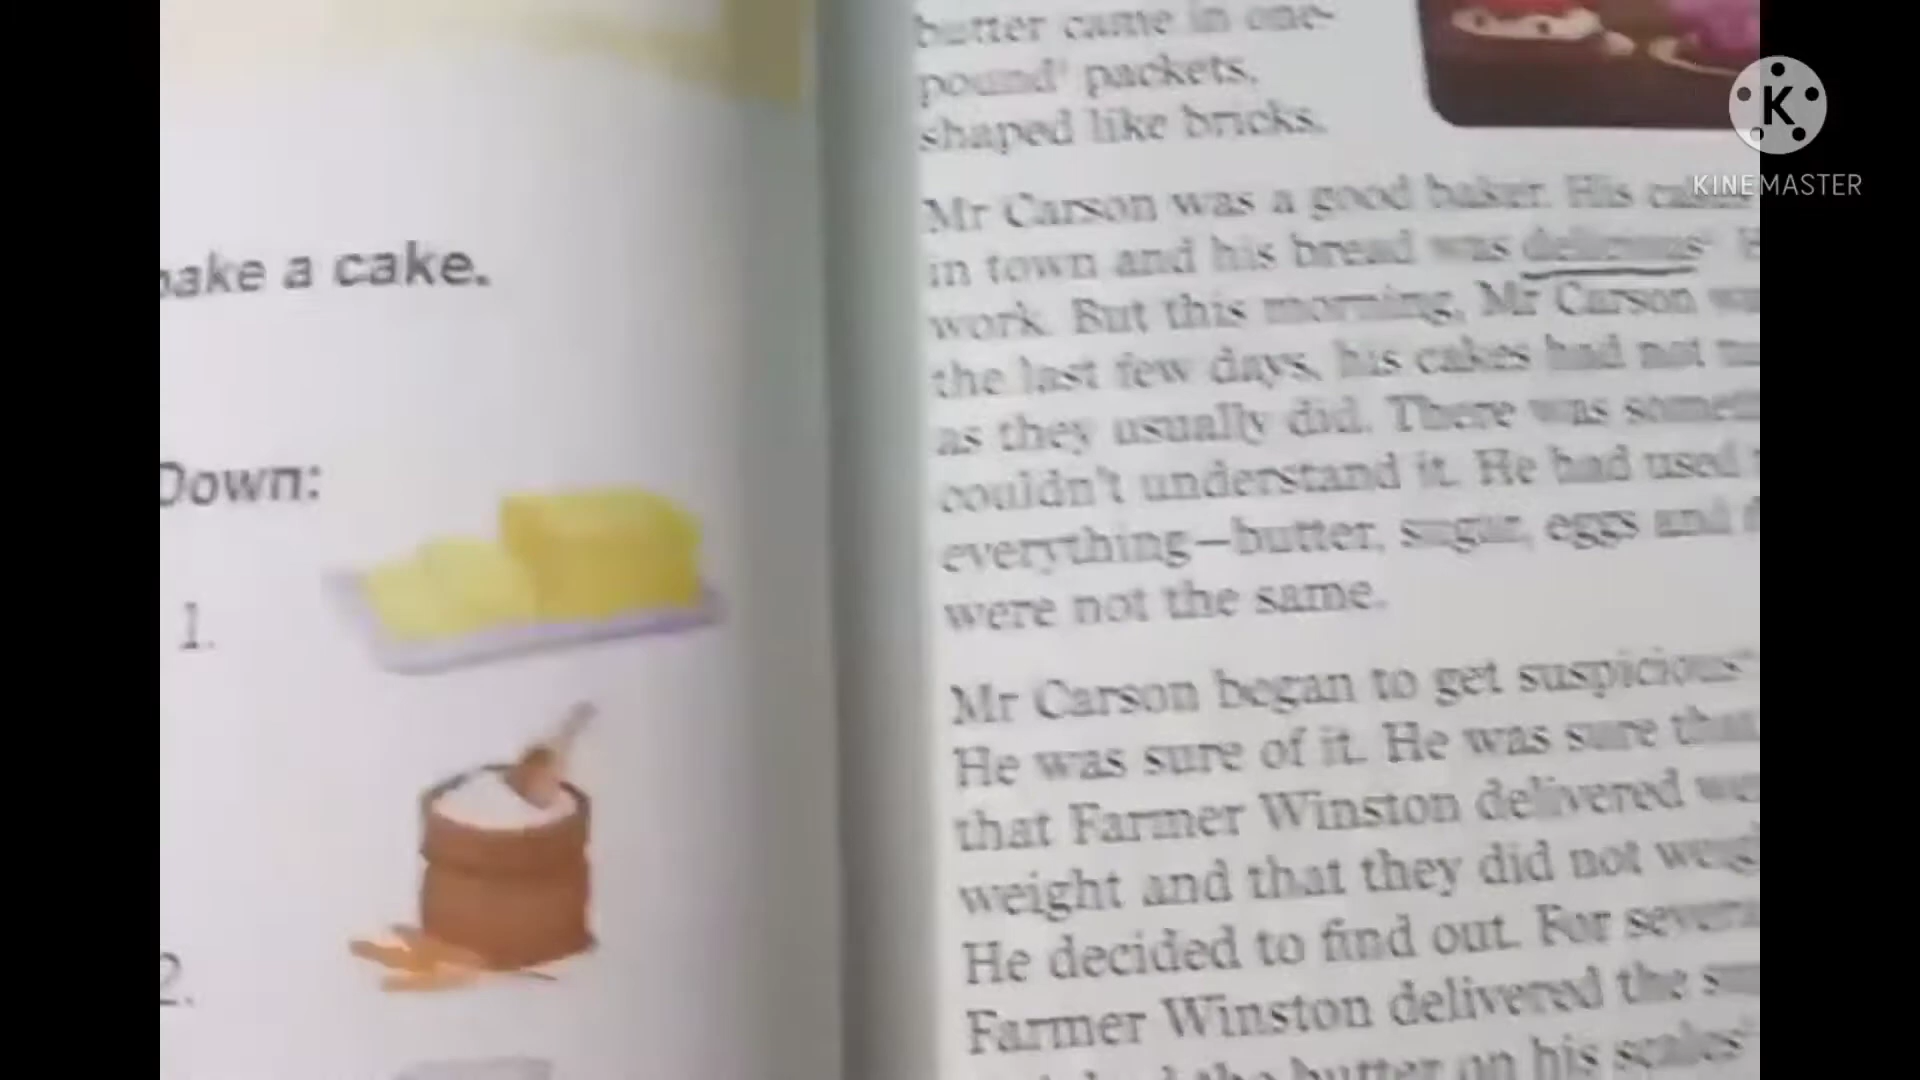 ake a cake.
Down:
1.
2.
butter came in one-
pound packets,
shaped like bricks.
Mr Carson was a good baker. His
in town and his bread was delicious
work. But this morning, Mr Carson
the last few days, his cakes had not
as they usually did. There was
couldn't understand it. He had used
everything—butter, sugar, eggs and
were not the same.
Mr Carson began to get suspicious
He was sure of it. He was sure that
that Farmer Winston delivered
weight and that they did not
He decided to find out. For
Farmer Winston delivered the
the butter on his scales
KINEMASTER